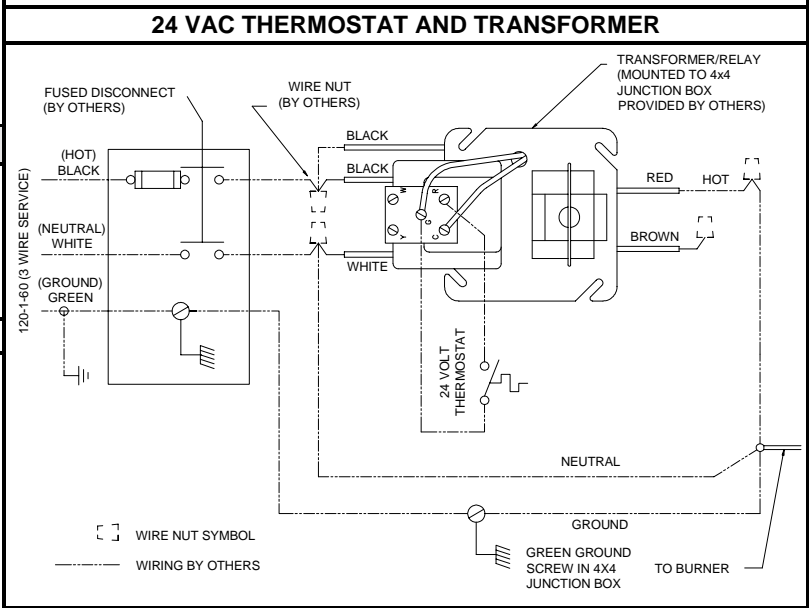 24 VAC THERMOSTAT AND TRANSFORMER
TRANSFORMER/RELAY
(MOUNTED TO 4x4
JUNCTION BOX
PROVIDED BY OTHERS)
FUSED DISCONNECT
(BY OTHERS)
WIRE NUT
(BY OTHERS)
BLACK
(HOT)
BLACK
BLACK
RED
HOT
W
R
G
Y
C
(NEUTRAL)
WHITE
BROWN
WHITE
120-1-60 (3 WIRE SERVICE)
(GROUND)
GREEN
24 VOLT
THERMOSTAT
NEUTRAL
GROUND
WIRE NUT SYMBOL
WIRING BY OTHERS
GREEN GROUND
SCREW IN 4X4
JUNCTION BOX
TO BURNER